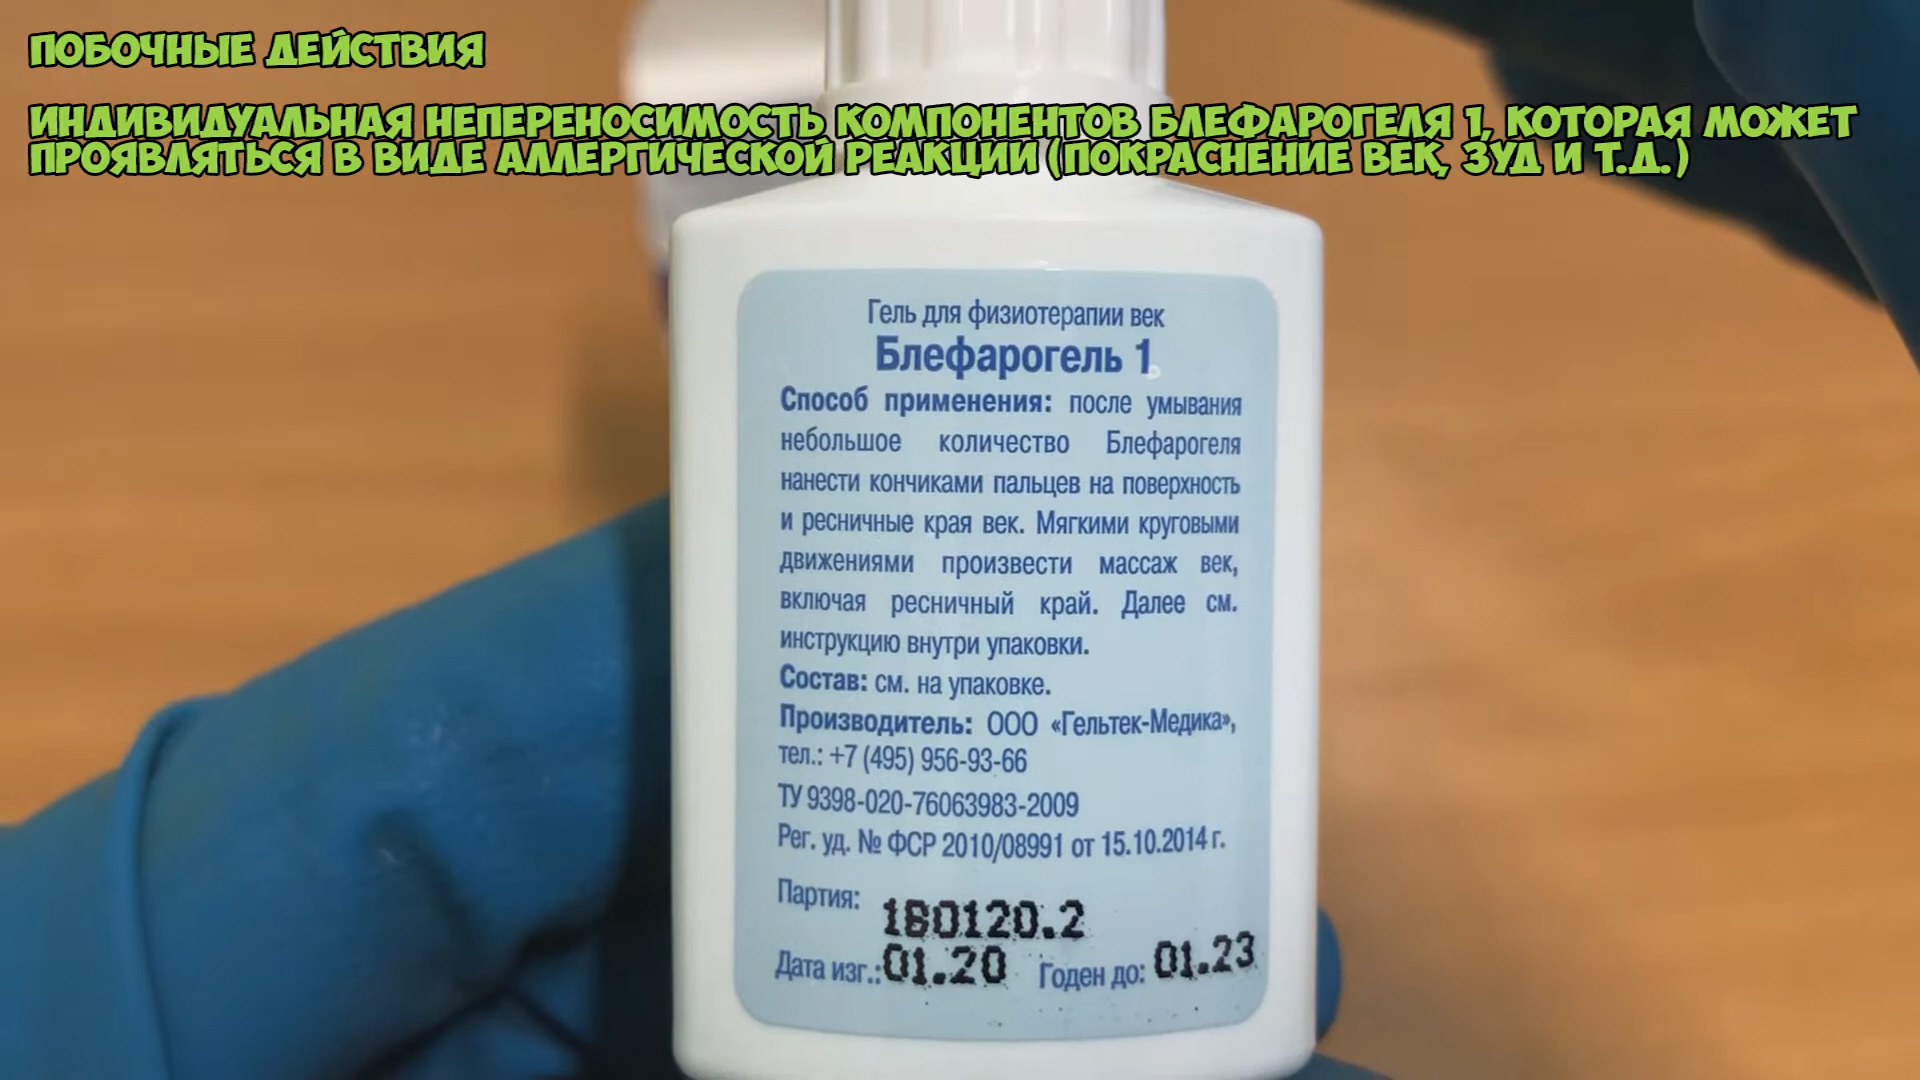 ПОБОЧНЫЕ ДЕЙСТВИЯ
ИНДИВИДУАЛЬНАЯ НЕПЕРЕНОСИМОСТЬ КОМПОНЕНТОВ БЛЕФАРОГЕЛЯ 1, КОТОРАЯ МОЖЕТ
ПРОЯВЛЯТЬСЯ В ВИДЕ АЛЛЕРГИЧЕСКОЙ РЕАКЦИИ (ПОКРАСНЕНИЕ ВЕК, ЗУД И Т.Д.)
Гель для физиотерапии век
Блефарогель 1
Способ применения: после умывания
небольшое количество Блефарогеля
нанести кончиками пальцев на поверхность
и ресничные края век. Мягкими круговыми
движениями произвести массаж век,
включая ресничный край. Далее см.
инструкцию внутри упаковки.
Состав: см. на упаковке.
Производитель: ООО «Гельтек-Медика»,
тел.: +7 (495) 956-93-66
ТУ 9398-020-76063983-2009
Рег. уд. № ФСР 2010/08991 от 15.10.2014 г.
Партия: 160120.2
Дата изг.: 01.20 Годен до: 01.23